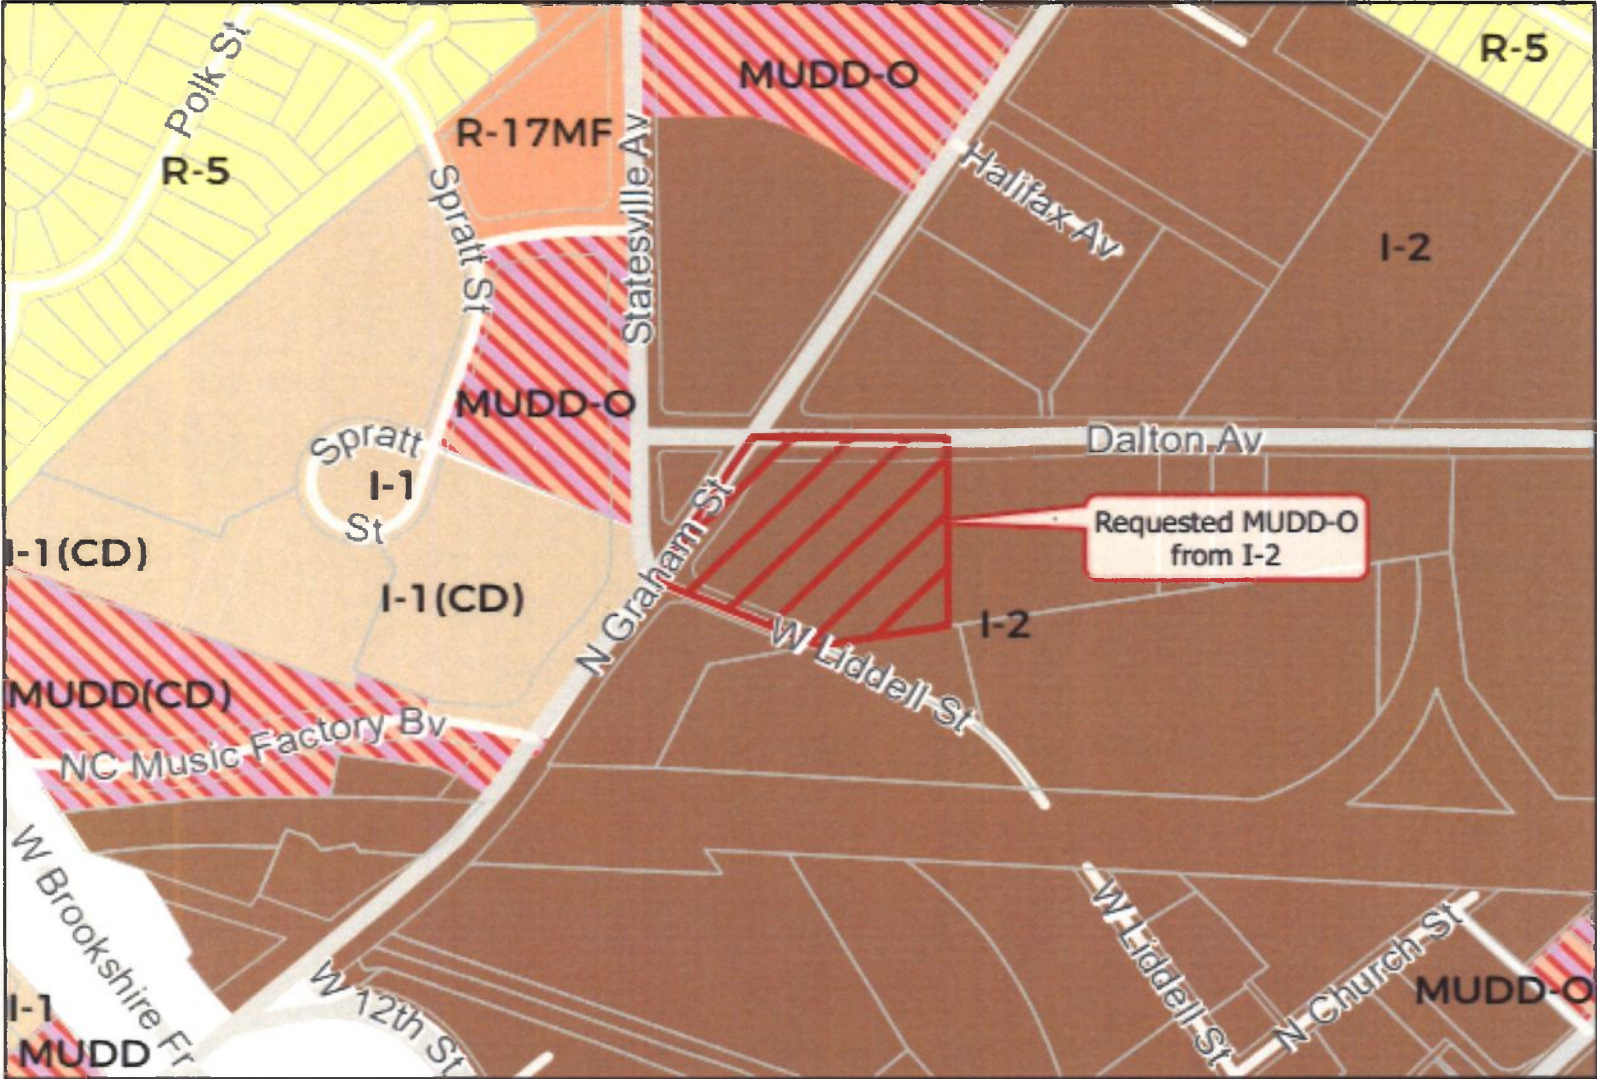 Polk St
R-5
R-17MF
MUDD-O
R-5
R-5
Spratt St
Statesville Av
Halifax Av
I-2
MUDD-O
Spratt
I-1
St
Dalton Av
Requested MUDD-O
from I-2
I-1(CD)
I-1(CD)
N Graham St
W Liddell St
I-2
MUDD(CD)
NC Music Factory Bv
W Brookshire Fr
W 12th St
W Liddell St
N Church St
MUDD-O
I-1
MUDD